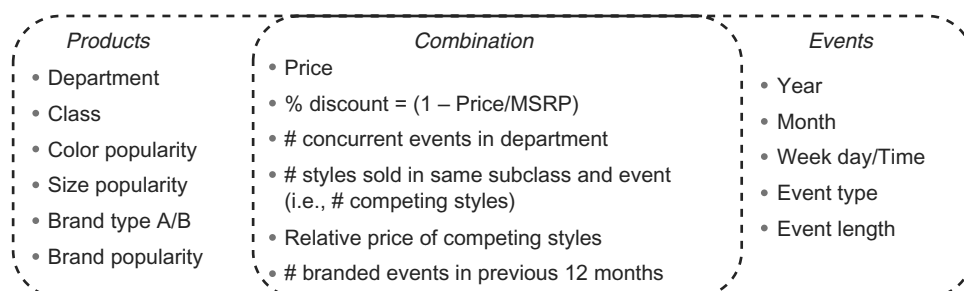 Products
• Department
• Class
• Color popularity
• Size popularity
• Brand type A/B
• Brand popularity
Combination
• Price
• % discount = (1 – Price/MSRP)
• # concurrent events in department
• # styles sold in same subclass and event
(i.e., # competing styles)
• Relative price of competing styles
• # branded events in previous 12 months
Events
• Year
• Month
• Week day/Time
• Event type
• Event length